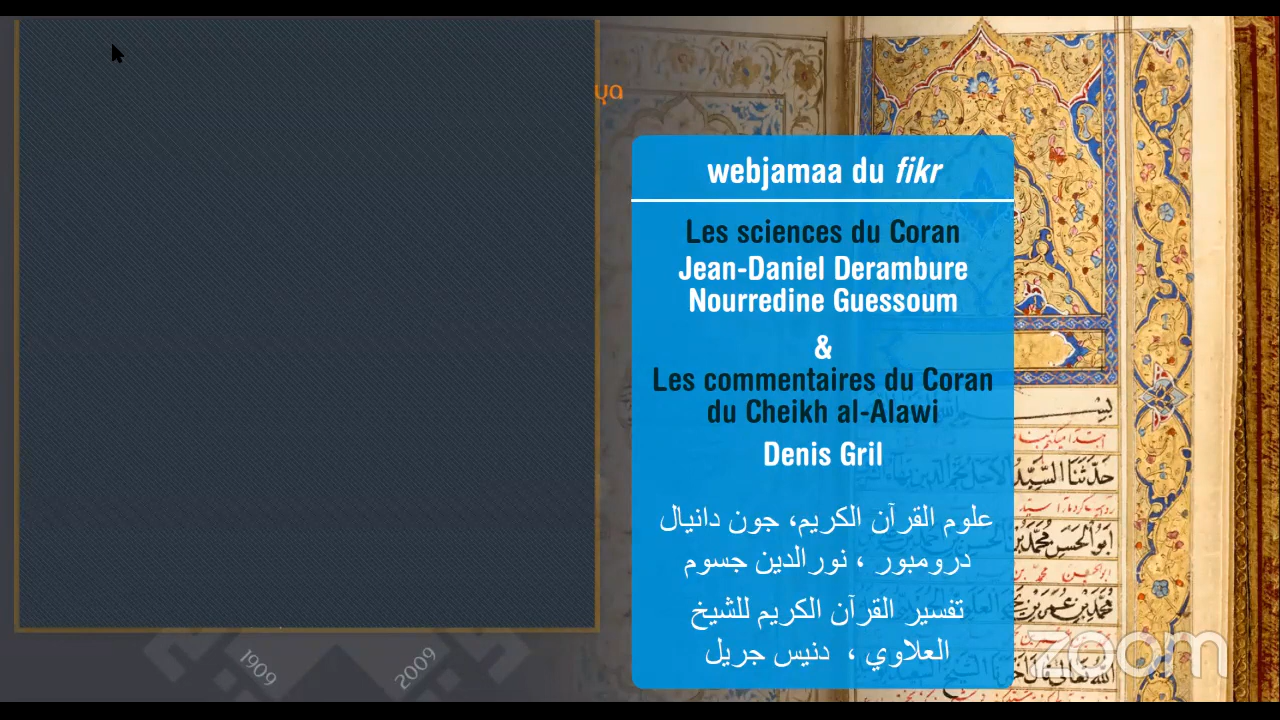 ya
webjamaa du fikr
Les sciences du Coran
Jean-Daniel Derambure
Nourredine Guessoum
&
Les commentaires du Coran
du Cheikh al-Alawi
Denis Gril
علوم القرآن الكريم، جون دانيال
درومبور ، نورالدين جسوم
تفسير القرآن الكريم للشيخ
العلاوي ، دنيس جريل
1909
2009
حَدَّثَنَا السَّيِّدُ
zoom